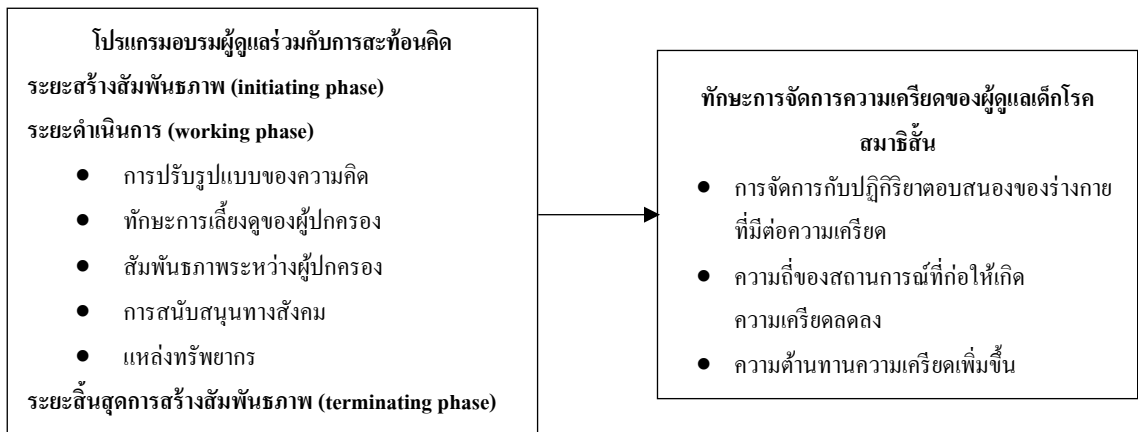 โปรแกรมอบรมผู้ดูแลร่วมกับการสะท้อนคิด
ระยะสร้างสัมพันธภาพ (initiating phase)
ระยะดำเนินการ (working phase)
● การปรับรูปแบบของความคิด
● ทักษะการเลี้ยงดูของผู้ปกครอง
● สัมพันธภาพระหว่างผู้ปกครอง
● การสนับสนุนทางสังคม
● แหล่งทรัพยากร
ระยะสิ้นสุดการสร้างสัมพันธภาพ (terminating phase)
ทักษะการจัดการความเครียดของผู้ดูแลเด็กโรค
สมาธิสั้น
● การจัดการกับปฏิกิริยาตอบสนองของร่างกาย
ที่มีต่อความเครียด
● ความถี่ของสถานการณ์ที่ก่อให้เกิด
ความเครียดลดลง
● ความต้านทานความเครียดเพิ่มขึ้น